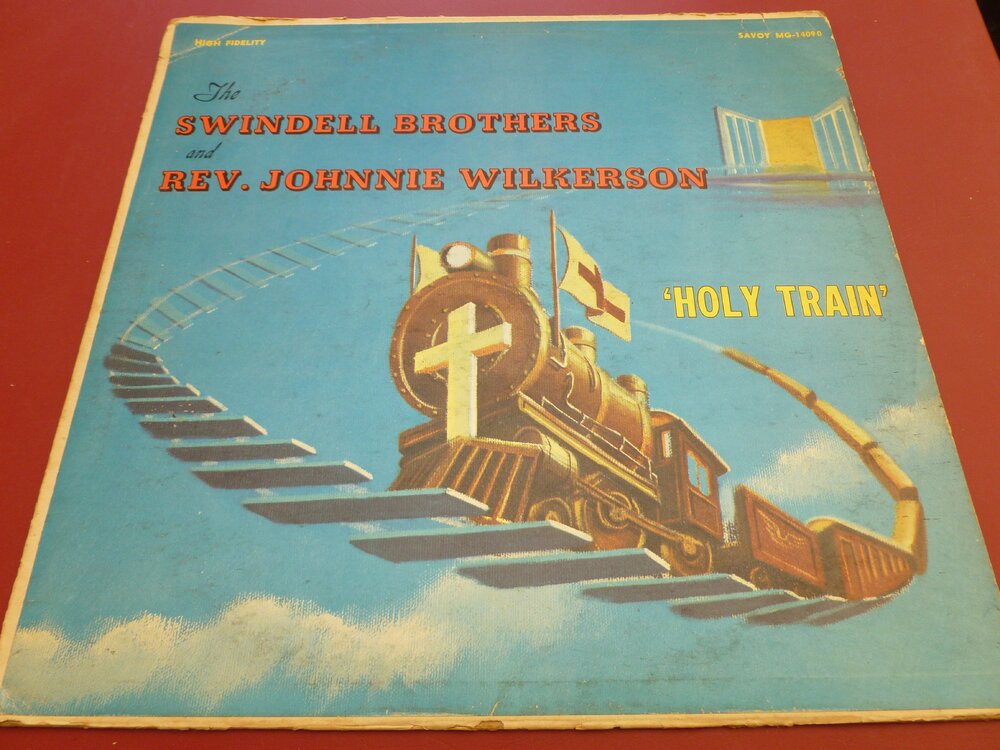 HIGH FIDELITY
SAVOY MG-14090
The
SWINDELL BROTHERS
and
REV. JOHNNIE WILKERSON
'HOLY TRAIN'